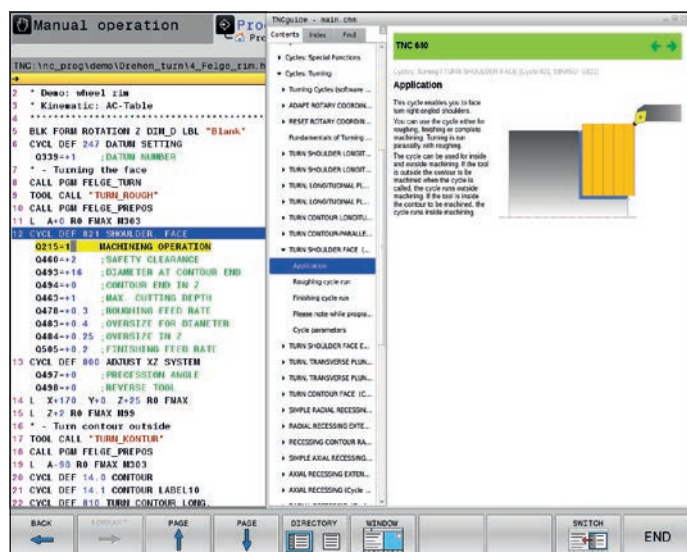 Manual operation
Pro
Pro
TNC:\nc_prog\demo\Drehen_turn\4_Felge_rim.h
2 * Demo: wheel rim
3 * Kinematic: AC-Table
4 ************************************
5 BLK FORM ROTATION Z DIM_D LBL "Blank"
6 CYCL DEF 247 DATUM SETTING
Q339=+1 ;DATUM NUMBER
7 * - Turning the face
8 CALL PGM FELGE_TURN
9 TOOL CALL "TURN_ROUGH"
10 CALL PGM FELGE_PREPOS
11 L A+0 R0 FMAX M303
12 CYCL DEF 821 SHOULDER, FACE
Q215=1 MACHINING OPERATION
Q460=+2 ;SAFETY CLEARANCE
Q493=+16 ;DIAMETER AT CONTOUR END
Q494=+0 ;CONTOUR END IN Z
Q463=+1 ;MAX. CUTTING DEPTH
Q478=+0.3 ;ROUGHING FEED RATE
Q483=+0.4 ;OVERSIZE FOR DIAMETER
Q484=+0.25 ;OVERSIZE IN Z
Q505=+0.2 ;FINISHING FEED RATE
13 CYCL DEF 800 ADJUST XZ SYSTEM
Q497=+0 ;PRECESSION ANGLE
Q498=+0 ;REVERSE TOOL
14 L X+170 Y+0 Z+25 R0 FMAX
15 L Z+2 R0 FMAX M99
16 * - Turn contour outside
17 TOOL CALL "TURN_KONTUR"
18 CALL PGM FELGE_PREPOS
19 L A-90 R0 FMAX M303
20 CYCL DEF 14.0 CONTOUR
21 CYCL DEF 14.1 CONTOUR LABEL10
22 CYCL DEF 810 TURN CONTOUR LONG.
TNCguide - main.chm
Contents Index Find
Cycles: Special Functions
Cycles: Turning
Turning Cycles (software ...
ADAPT ROTARY COORDIN...
RESET ROTARY COORDIN...
Fundamentals of Turning ...
TURN SHOULDER LONGIT...
TURN SHOULDER LONGIT...
TURN, LONGITUDINAL PL...
TURN, LONGITUDINAL PL...
TURN CONTOUR LONGITU...
TURN CONTOUR-PARALLE...
TURN SHOULDER FACE (...
Application
Roughing cycle run
Finishing cycle run
Please note while progra...
Cycle parameters
TURN SHOULDER FACE E...
TURN, TRANSVERSE PLUN...
TURN, TRANSVERSE PLUN...
TURN CONTOUR FACE (C...
SIMPLE RADIAL RECESSIN...
RADIAL RECESSING EXTE...
RECESSING CONTOUR RA...
SIMPLE AXIAL RECESSING...
AXIAL RECESSING EXTEN...
AXIAL RECESSING (Cycle ...
TNC 640
Cycles: Turning / TURN SHOULDER FACE (Cycle 821, DIN/ISO: G821)
Application
This cycle enables you to face
turn right-angled shoulders.
You can use the cycle either for
roughing, finishing or complete
machining. Turning is run
paraxially with roughing.
The cycle can be used for inside
and outside machining. If the tool
is outside the contour to be
machined when the cycle is
called, the cycle runs outside
machining. If the tool is inside
the contour to be machined, the
cycle runs inside machining.
BACK FORWARD PAGE PAGE DIRECTORY WINDOW SWITCH END